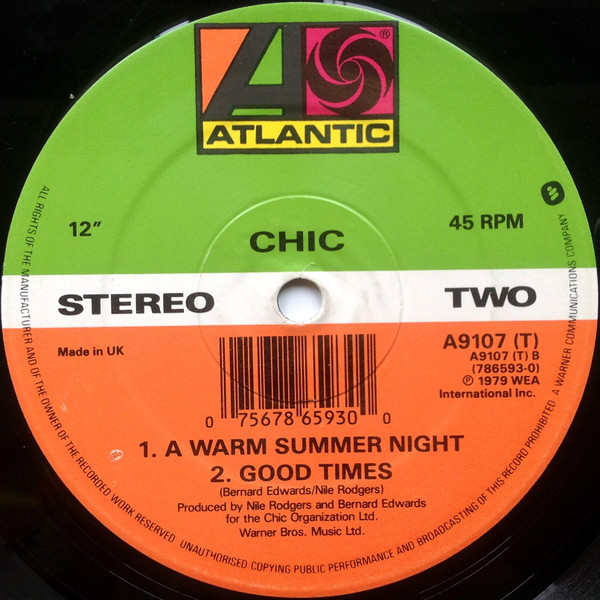 A
®
ATLANTIC
12"
45 RPM
CHIC
STEREO
TWO
Made in UK
A9107 (T)
A9107 (T) B
(786593-0)
℗ 1979 WEA
International Inc.
0 75678 65930 0
1. A WARM SUMMER NIGHT
2. GOOD TIMES
(Bernard Edwards/Nile Rodgers)
Produced by Nile Rodgers and Bernard Edwards
for the Chic Organization Ltd.
Warner Bros. Music Ltd.
ALL RIGHTS OF THE MANUFACTURER AND OF THE OWNER OF THE RECORDED WORK RESERVED. UNAUTHORISED COPYING PUBLIC PERFORMANCE AND BROADCASTING OF THIS RECORD PROHIBITED. A WARNER COMMUNICATIONS COMPANY